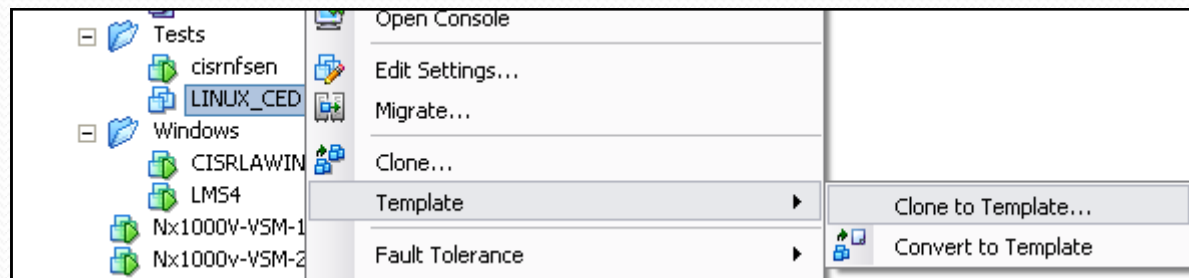 Tests
cisrnfsen
LINUX_CED
Windows
CISRLAWIN
LMS4
Nx1000V-VSM-1
Nx1000v-VSM-2
Open Console
Edit Settings...
Migrate...
Clone...
Template
Fault Tolerance
Clone to Template...
Convert to Template